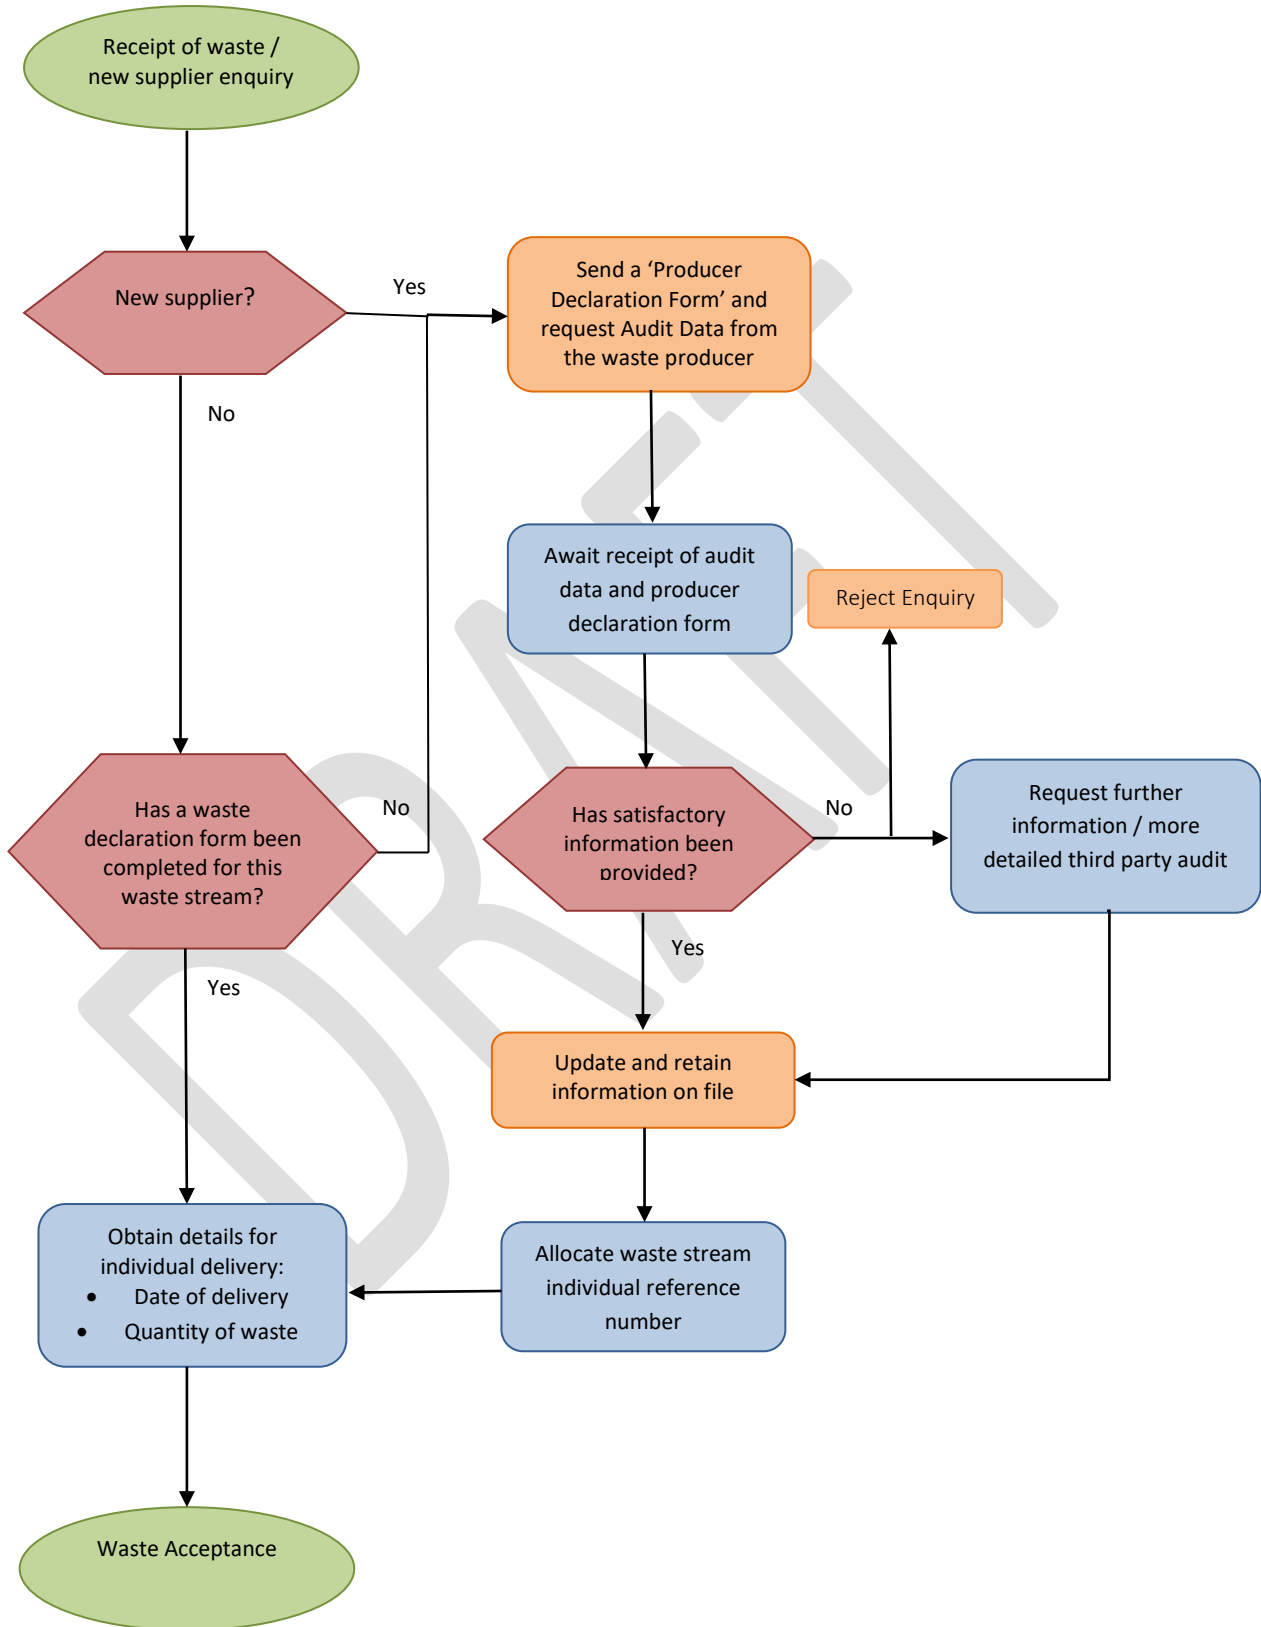 Receipt of waste /
new supplier enquiry
New supplier?
Yes
No
Send a ‘Producer
Declaration Form’ and
request Audit Data from
the waste producer
Await receipt of audit
data and producer
declaration form
Reject Enquiry
Has a waste
declaration form been
completed for this
waste stream?
No
Yes
Has satisfactory
information been
provided?
No
Yes
Request further
information / more
detailed third party audit
Update and retain
information on file
Obtain details for
individual delivery:
• Date of delivery
• Quantity of waste
Allocate waste stream
individual reference
number
Waste Acceptance
DRAFT